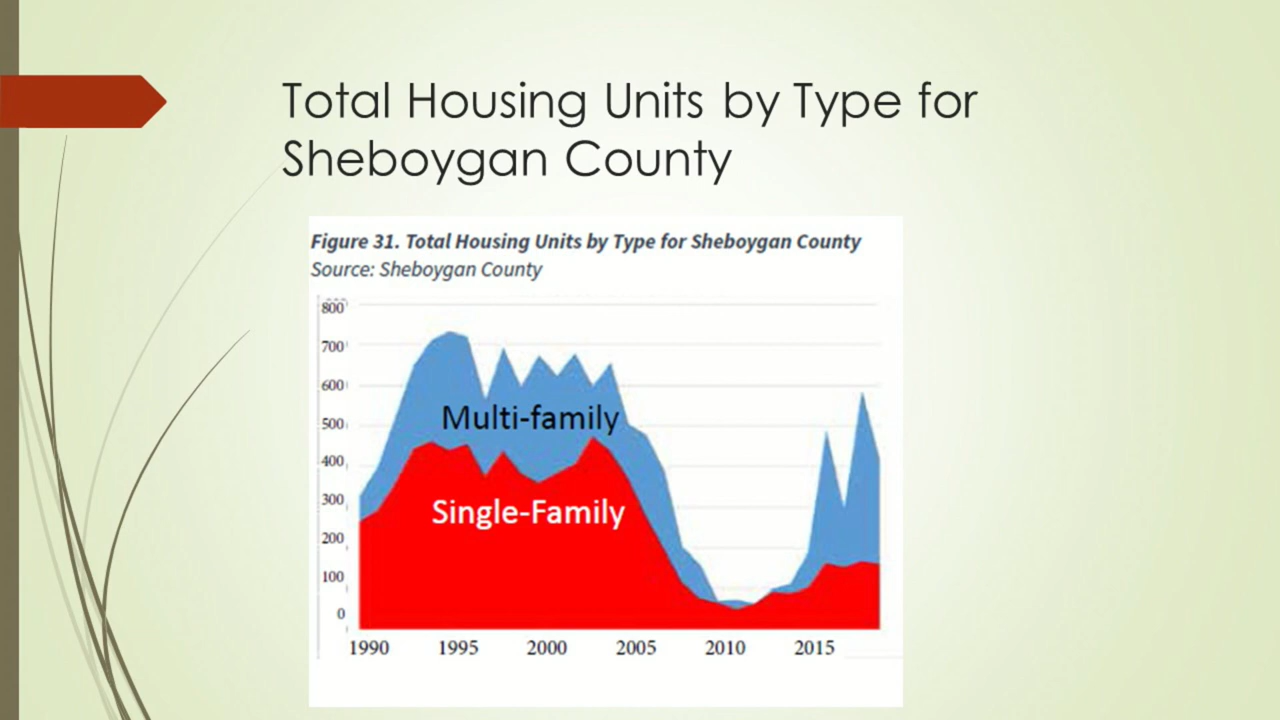 Total Housing Units by Type for
Sheboygan County
Figure 31. Total Housing Units by Type for Sheboygan County
Source: Sheboygan County
800
700
600
500
400
300
200
100
0
Multi-family
Single-Family
1990 1995 2000 2005 2010 2015